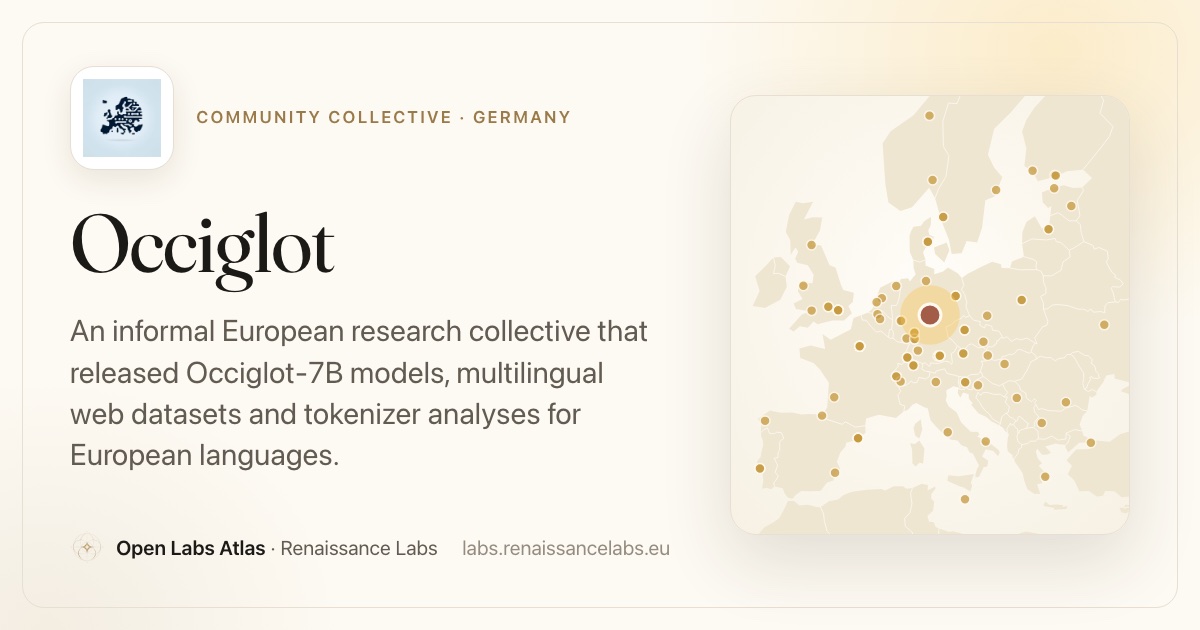 COMMUNITY COLLECTIVE · GERMANY
Occiglot
An informal European research collective that
released Occiglot-7B models, multilingual
web datasets and tokenizer analyses for
European languages.
Open Labs Atlas · Renaissance Labs labs.renaissancelabs.eu